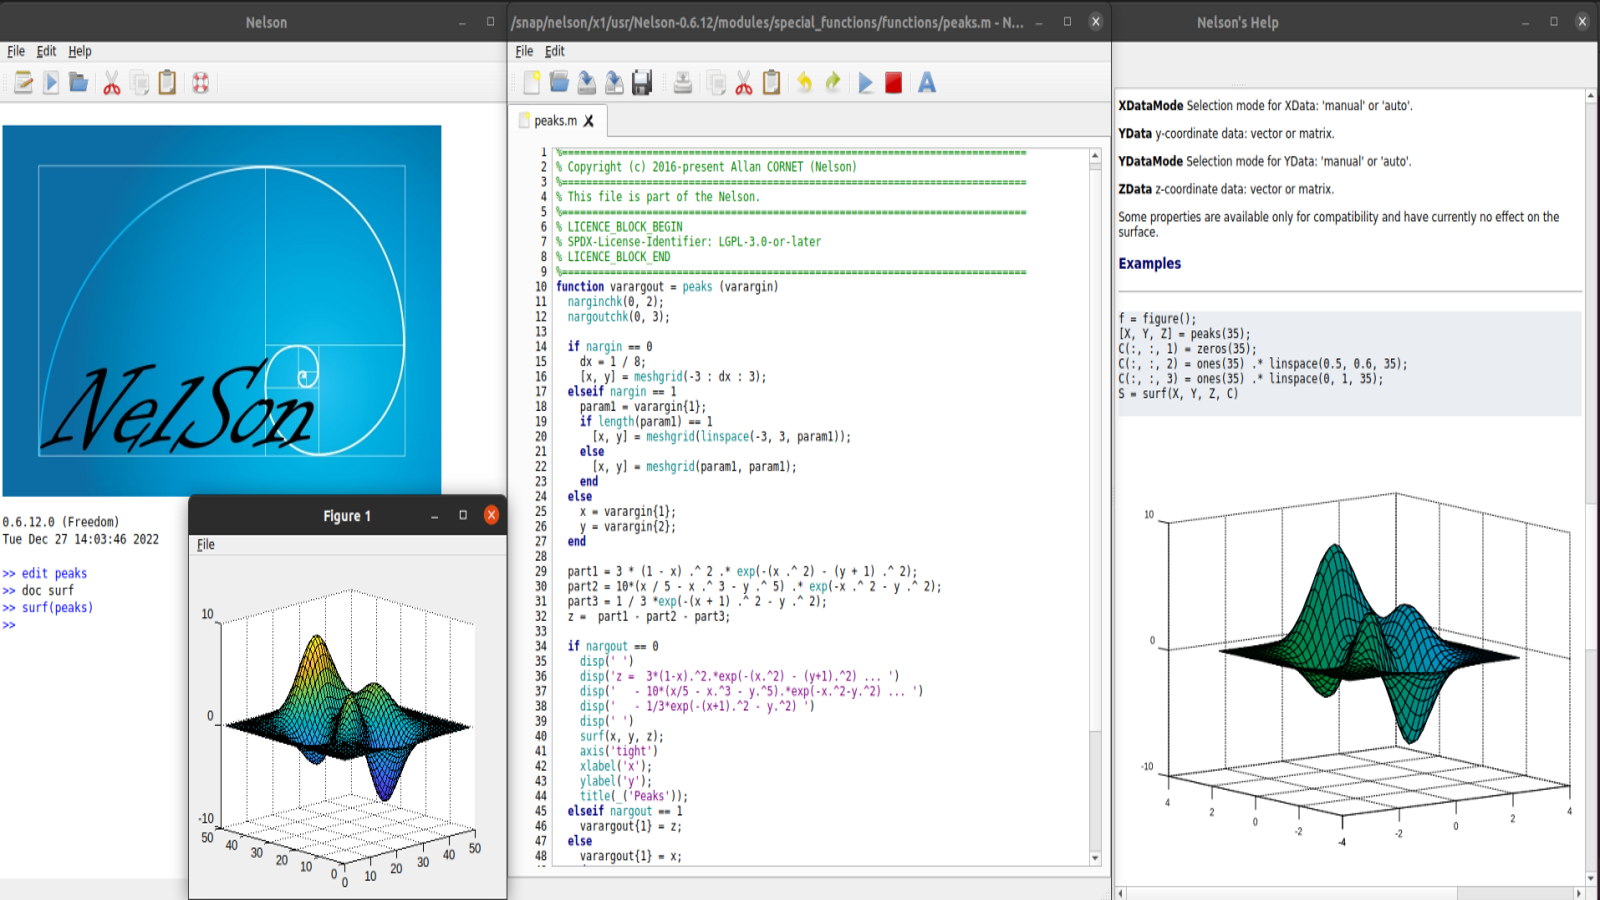 Nelson
File Edit Help
NelSon
0.6.12.0 (Freedom)
Tue Dec 27 14:03:46 2022
>> edit peaks
>> doc surf
>> surf(peaks)
>>
Figure 1
File
10
0
-10
50
40
30
20
10
0
0
10
20
30
40
50
/snap/nelson/x1/usr/Nelson-0.6.12/modules/special_functions/functions/peaks.m - N...
File Edit
peaks.m
1 %=============================================================================
2 % Copyright (c) 2016-present Allan CORNET (Nelson)
3 %=============================================================================
4 % This file is part of the Nelson.
5 %=============================================================================
6 % LICENCE_BLOCK_BEGIN
7 % SPDX-License-Identifier: LGPL-3.0-or-later
8 % LICENCE_BLOCK_END
9 %=============================================================================
10 function varargout = peaks (varargin)
11   narginchk(0, 2);
12   nargoutchk(0, 3);
13
14   if nargin == 0
15     dx = 1 / 8;
16     [x, y] = meshgrid(-3 : dx : 3);
17   elseif nargin == 1
18     param1 = varargin{1};
19     if length(param1) == 1
20       [x, y] = meshgrid(linspace(-3, 3, param1));
21     else
22       [x, y] = meshgrid(param1, param1);
23     end
24   else
25     x = varargin{1};
26     y = varargin{2};
27   end
28
29   part1 = 3 * (1 - x) .^ 2 .* exp(-(x .^ 2) - (y + 1) .^ 2);
30   part2 = 10*(x / 5 - x .^ 3 - y .^ 5) .* exp(-x .^ 2 - y .^ 2);
31   part3 = 1 / 3 *exp(-(x + 1) .^ 2 - y .^ 2);
32   z =  part1 - part2 - part3;
33
34   if nargout == 0
35     disp(' ')
36     disp('z =  3*(1-x).^2.*exp(-(x.^2) - (y+1).^2) ... ')
37     disp('   - 10*(x/5 - x.^3 - y.^5).*exp(-x.^2-y.^2) ... ')
38     disp('   - 1/3*exp(-(x+1).^2 - y.^2) ')
39     disp(' ')
40     surf(x, y, z);
41     axis('tight')
42     xlabel('x');
43     ylabel('y');
44     title(_('Peaks'));
45   elseif nargout == 1
46     varargout{1} = z;
47   else
48     varargout{1} = x;
Nelson's Help
XDataMode Selection mode for XData: 'manual' or 'auto'.
YData y-coordinate data: vector or matrix.
YDataMode Selection mode for YData: 'manual' or 'auto'.
ZData z-coordinate data: vector or matrix.
Some properties are available only for compatibility and have currently no effect on the
surface.
Examples
f = figure();
[X, Y, Z] = peaks(35);
C(:, :, 1) = zeros(35);
C(:, :, 2) = ones(35) .* linspace(0.5, 0.6, 35);
C(:, :, 3) = ones(35) .* linspace(0, 1, 35);
S = surf(X, Y, Z, C)
10
0
-10
4
2
0
-2
-4
-2
0
2
4